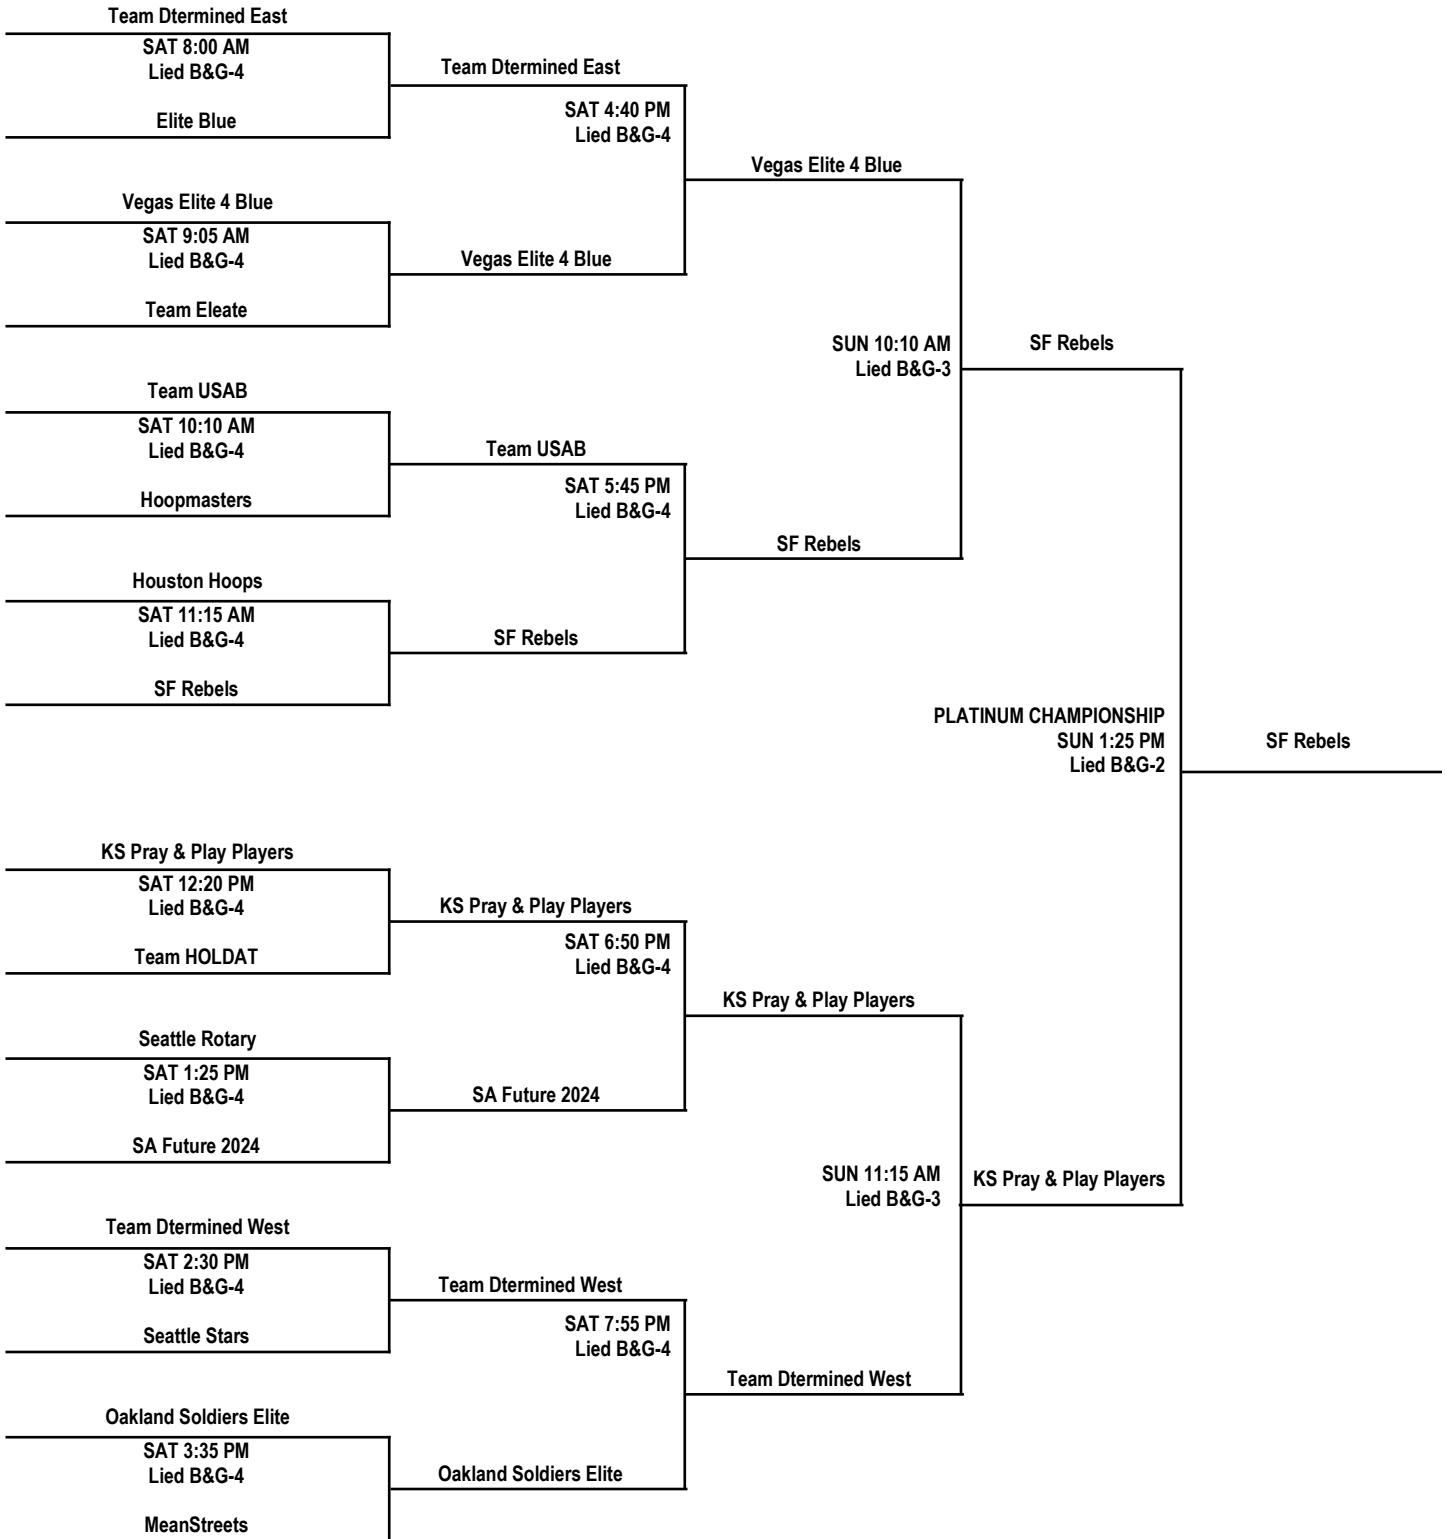 Team Dtermined East
SAT 8:00 AM
Lied B&G-4
Elite Blue
Team Dtermined East
SAT 4:40 PM
Lied B&G-4
Vegas Elite 4 Blue
SAT 9:05 AM
Lied B&G-4
Team Eleate
Vegas Elite 4 Blue
Vegas Elite 4 Blue
SUN 10:10 AM
Lied B&G-3
Team USAB
SAT 10:10 AM
Lied B&G-4
Hoopmasters
Team USAB
SAT 5:45 PM
Lied B&G-4
Houston Hoops
SAT 11:15 AM
Lied B&G-4
SF Rebels
SF Rebels
SF Rebels
SF Rebels
PLATINUM CHAMPIONSHIP
SUN 1:25 PM
Lied B&G-2
SF Rebels
KS Pray & Play Players
SAT 12:20 PM
Lied B&G-4
Team HOLDAT
KS Pray & Play Players
SAT 6:50 PM
Lied B&G-4
Seattle Rotary
SAT 1:25 PM
Lied B&G-4
SA Future 2024
SA Future 2024
KS Pray & Play Players
SUN 11:15 AM
Lied B&G-3
KS Pray & Play Players
Team Dtermined West
SAT 2:30 PM
Lied B&G-4
Seattle Stars
Team Dtermined West
SAT 7:55 PM
Lied B&G-4
Team Dtermined West
Oakland Soldiers Elite
SAT 3:35 PM
Lied B&G-4
MeanStreets
Oakland Soldiers Elite